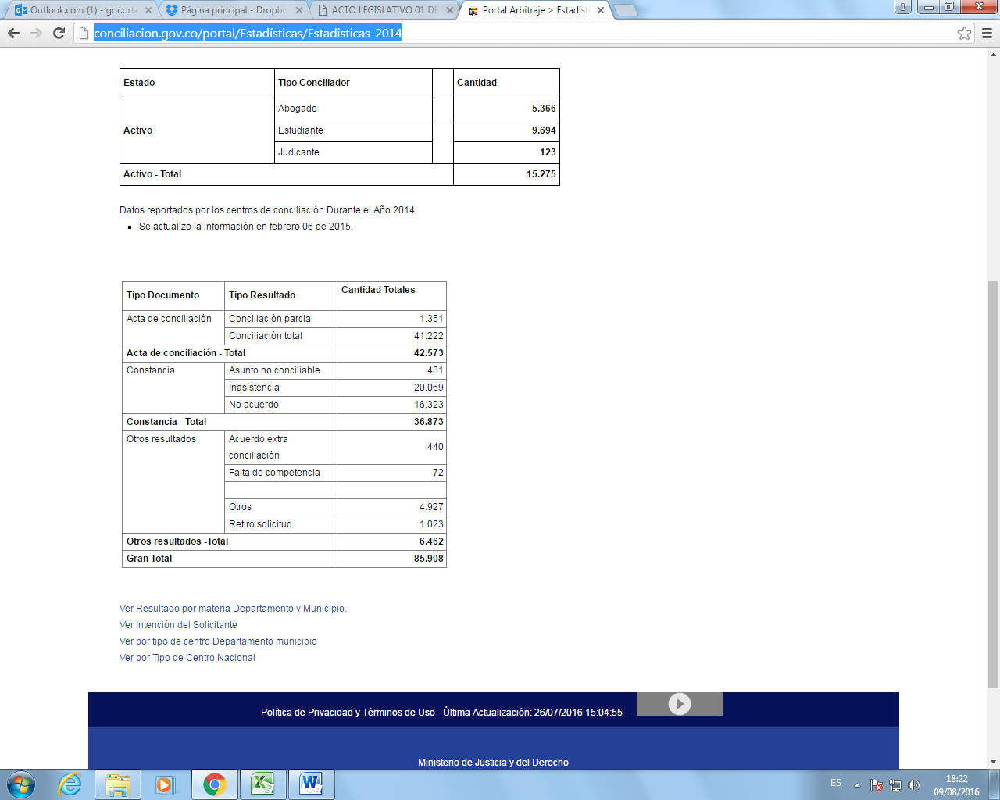 Outlook.com (1) - gor.orte
Página principal - Dropbo
ACTO LEGISLATIVO 01 DE
Portal Arbitraje > Estadísti
1
conciliacion.gov.co/portal/Estadísticas/Estadisticas-2014
Estado Tipo Conciliador Cantidad
Abogado 5.366
Activo Estudiante 9.694
Judicante 123
Activo - Total 15.275
Datos reportados por los centros de conciliación Durante el Año 2014
Se actualizo la información en febrero 06 de 2015.
Tipo Documento Tipo Resultado Cantidad Totales
Acta de conciliación Conciliación parcial 1.351
Conciliación total 41.222
Acta de conciliación - Total 42.573
Constancia Asunto no conciliable 481
Inasistencia 20.069
No acuerdo 16.323
Constancia - Total 36.873
Otros resultados Acuerdo extra
conciliación 440
Falta de competencia 72
Otros 4.927
Retiro solicitud 1.023
Otros resultados -Total 6.462
Gran Total 85.908
Ver Resultado por materia Departamento y Municipio.
Ver Intención del Solicitante
Ver por tipo de centro Departamento municipio
Ver por Tipo de Centro Nacional
Política de Privacidad y Términos de Uso - Última Actualización: 26/07/2016 15:04:55
Ministerio de Justicia y del Derecho
ES
18:22
09/08/2016